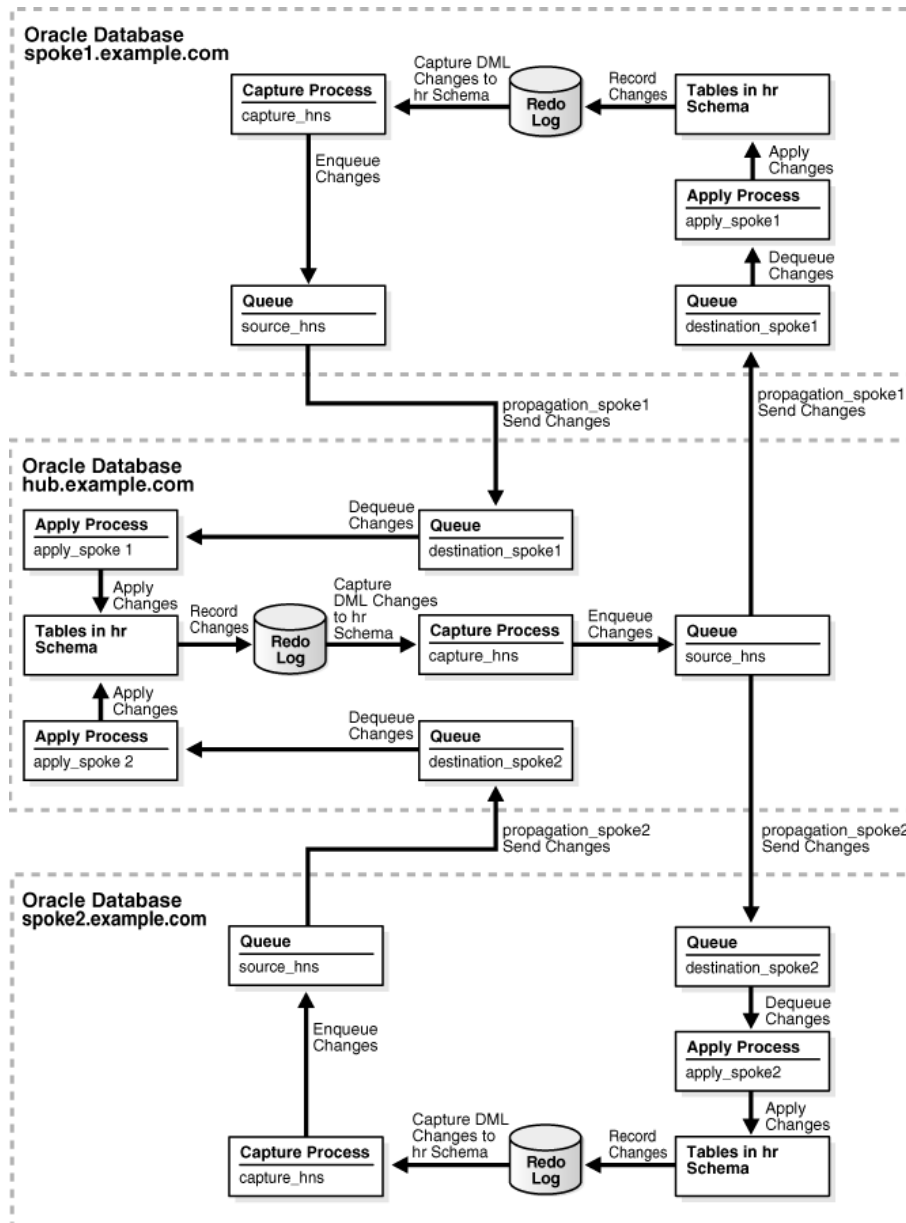 Oracle Database
spoke1.example.com
Capture Process
capture_hns
Capture DML
Changes to
hr Schema
Redo
Log
Record
Changes
Tables in hr
Schema
Enqueue
Changes
Apply
Changes
Apply Process
apply_spoke1
Dequeue
Changes
Queue
source_hns
Queue
destination_spoke1
propagation_spoke1
Send Changes
propagation_spoke1
Send Changes
Oracle Database
hub.example.com
Apply Process
apply_spoke 1
Dequeue
Changes
Queue
destination_spoke1
Apply
Changes
Tables in hr
Schema
Record
Changes
Redo
Log
Capture
DML Changes
to hr
Schema
Capture Process
capture_hns
Enqueue
Changes
Queue
source_hns
Apply
Changes
Apply Process
apply_spoke 2
Dequeue
Changes
Queue
destination_spoke2
propagation_spoke2
Send Changes
propagation_spoke2
Send Changes
Oracle Database
spoke2.example.com
Queue
source_hns
Queue
destination_spoke2
Dequeue
Changes
Enqueue
Changes
Apply Process
apply_spoke2
Apply
Changes
Capture Process
capture_hns
Capture DML
Changes to
hr Schema
Redo
Log
Record
Changes
Tables in hr
Schema